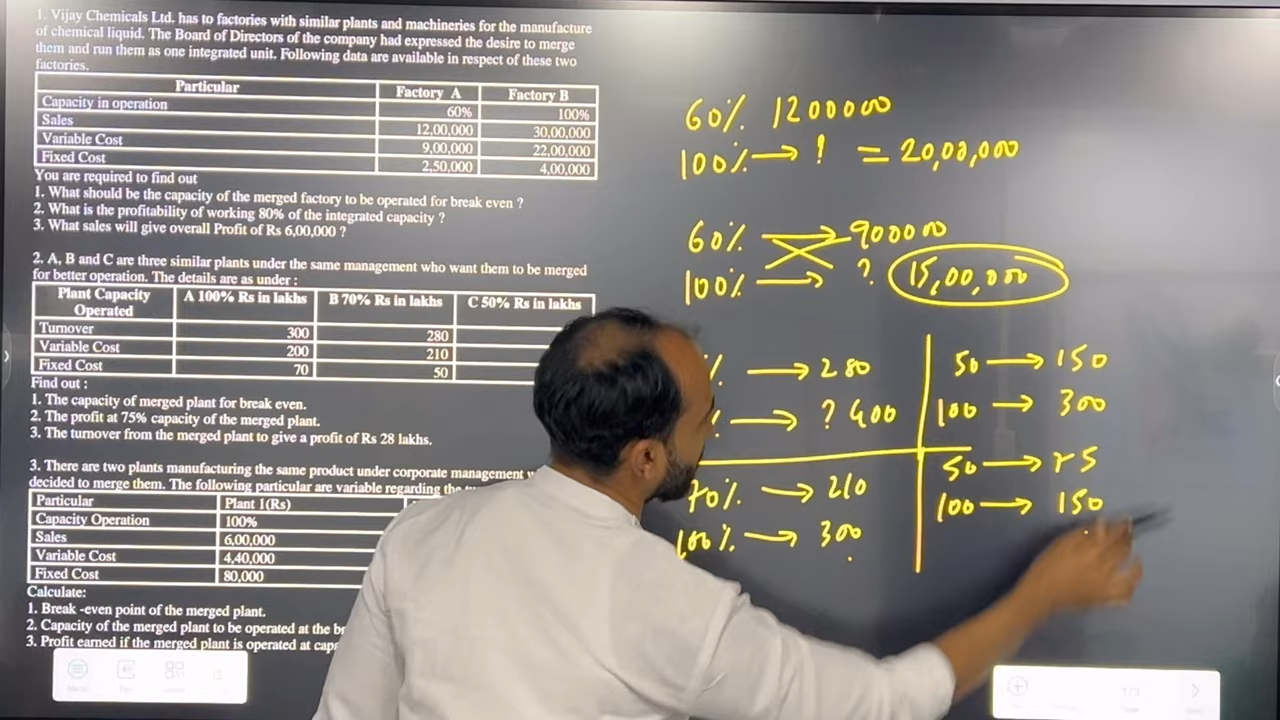 1. Vijay Chemicals Ltd. has to factories with similar plants and machineries for the manufacture
of chemical liquid. The Board of Directors of the company had expressed the desire to merge
them and run them as one integrated unit. Following data are available in respect of these two
factories.
Particular Factory A Factory B
Capacity in operation 60% 100%
Sales 12,00,000 30,00,000
Variable Cost 9,00,000 22,00,000
Fixed Cost 2,50,000 4,00,000
You are required to find out
1. What should be the capacity of the merged factory to be operated for break even ?
2. What is the profitability of working 80% of the integrated capacity ?
3. What sales will give overall Profit of Rs 6,00,000 ?
2. A, B and C are three similar plants under the same management who want them to be merged
for better operation. The details are as under :
Plant Capacity Operated A 100% Rs in lakhs B 70% Rs in lakhs C 50% Rs in lakhs
Turnover 300 280
Variable Cost 200 210
Fixed Cost 70 50
Find out :
1. The capacity of merged plant for break even.
2. The profit at 75% capacity of the merged plant.
3. The turnover from the merged plant to give a profit of Rs 28 lakhs.
3. There are two plants manufacturing the same product under corporate management
decided to merge them. The following particular are variable regarding the
Particular Plant 1(Rs)
Capacity Operation 100%
Sales 6,00,000
Variable Cost 4,40,000
Fixed Cost 80,000
Calculate:
1. Break -even point of the merged plant.
2. Capacity of the merged plant to be operated at the
3. Profit earned if the merged plant is operated at
60% 1200000
100% → ? = 20,00,000
60% → 900000
100% → ? 15,00,000
% → 280
→ ? 400
70% → 210
100% → 300
50 → 150
100 → 300
50 → 75
100 → 150
1/3